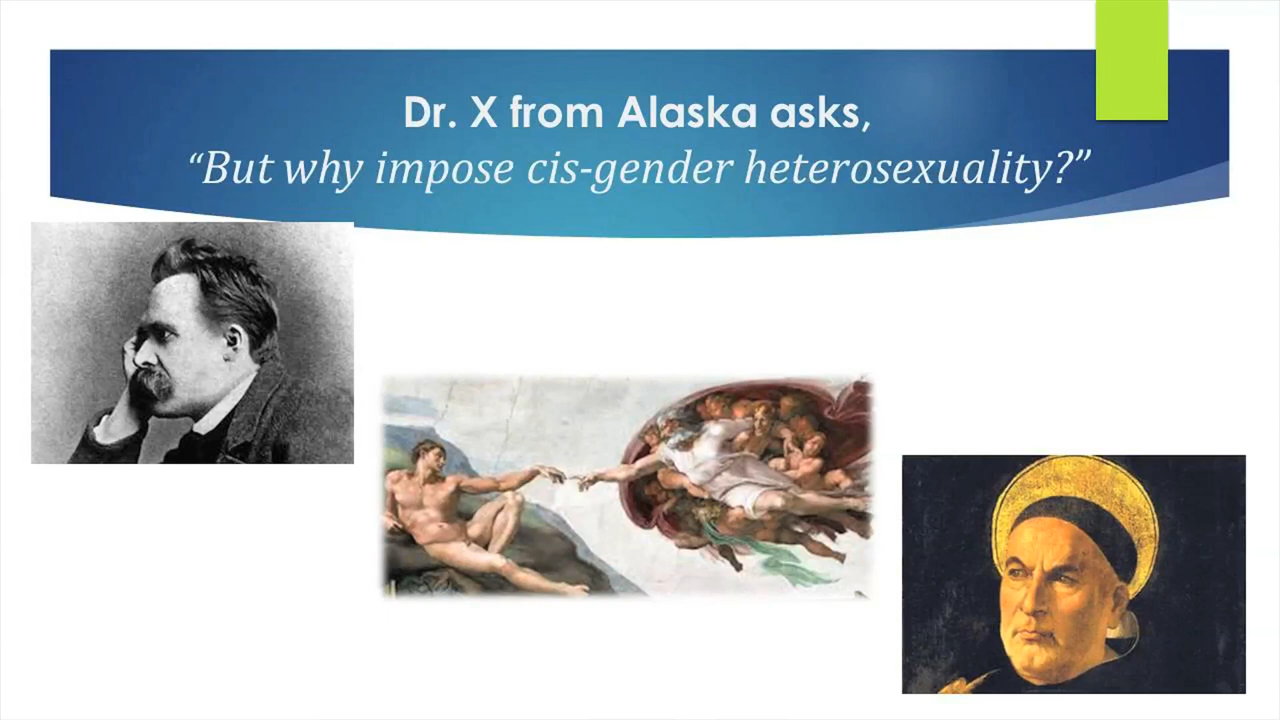 Dr. X from Alaska asks,
“But why impose cis-gender heterosexuality?”